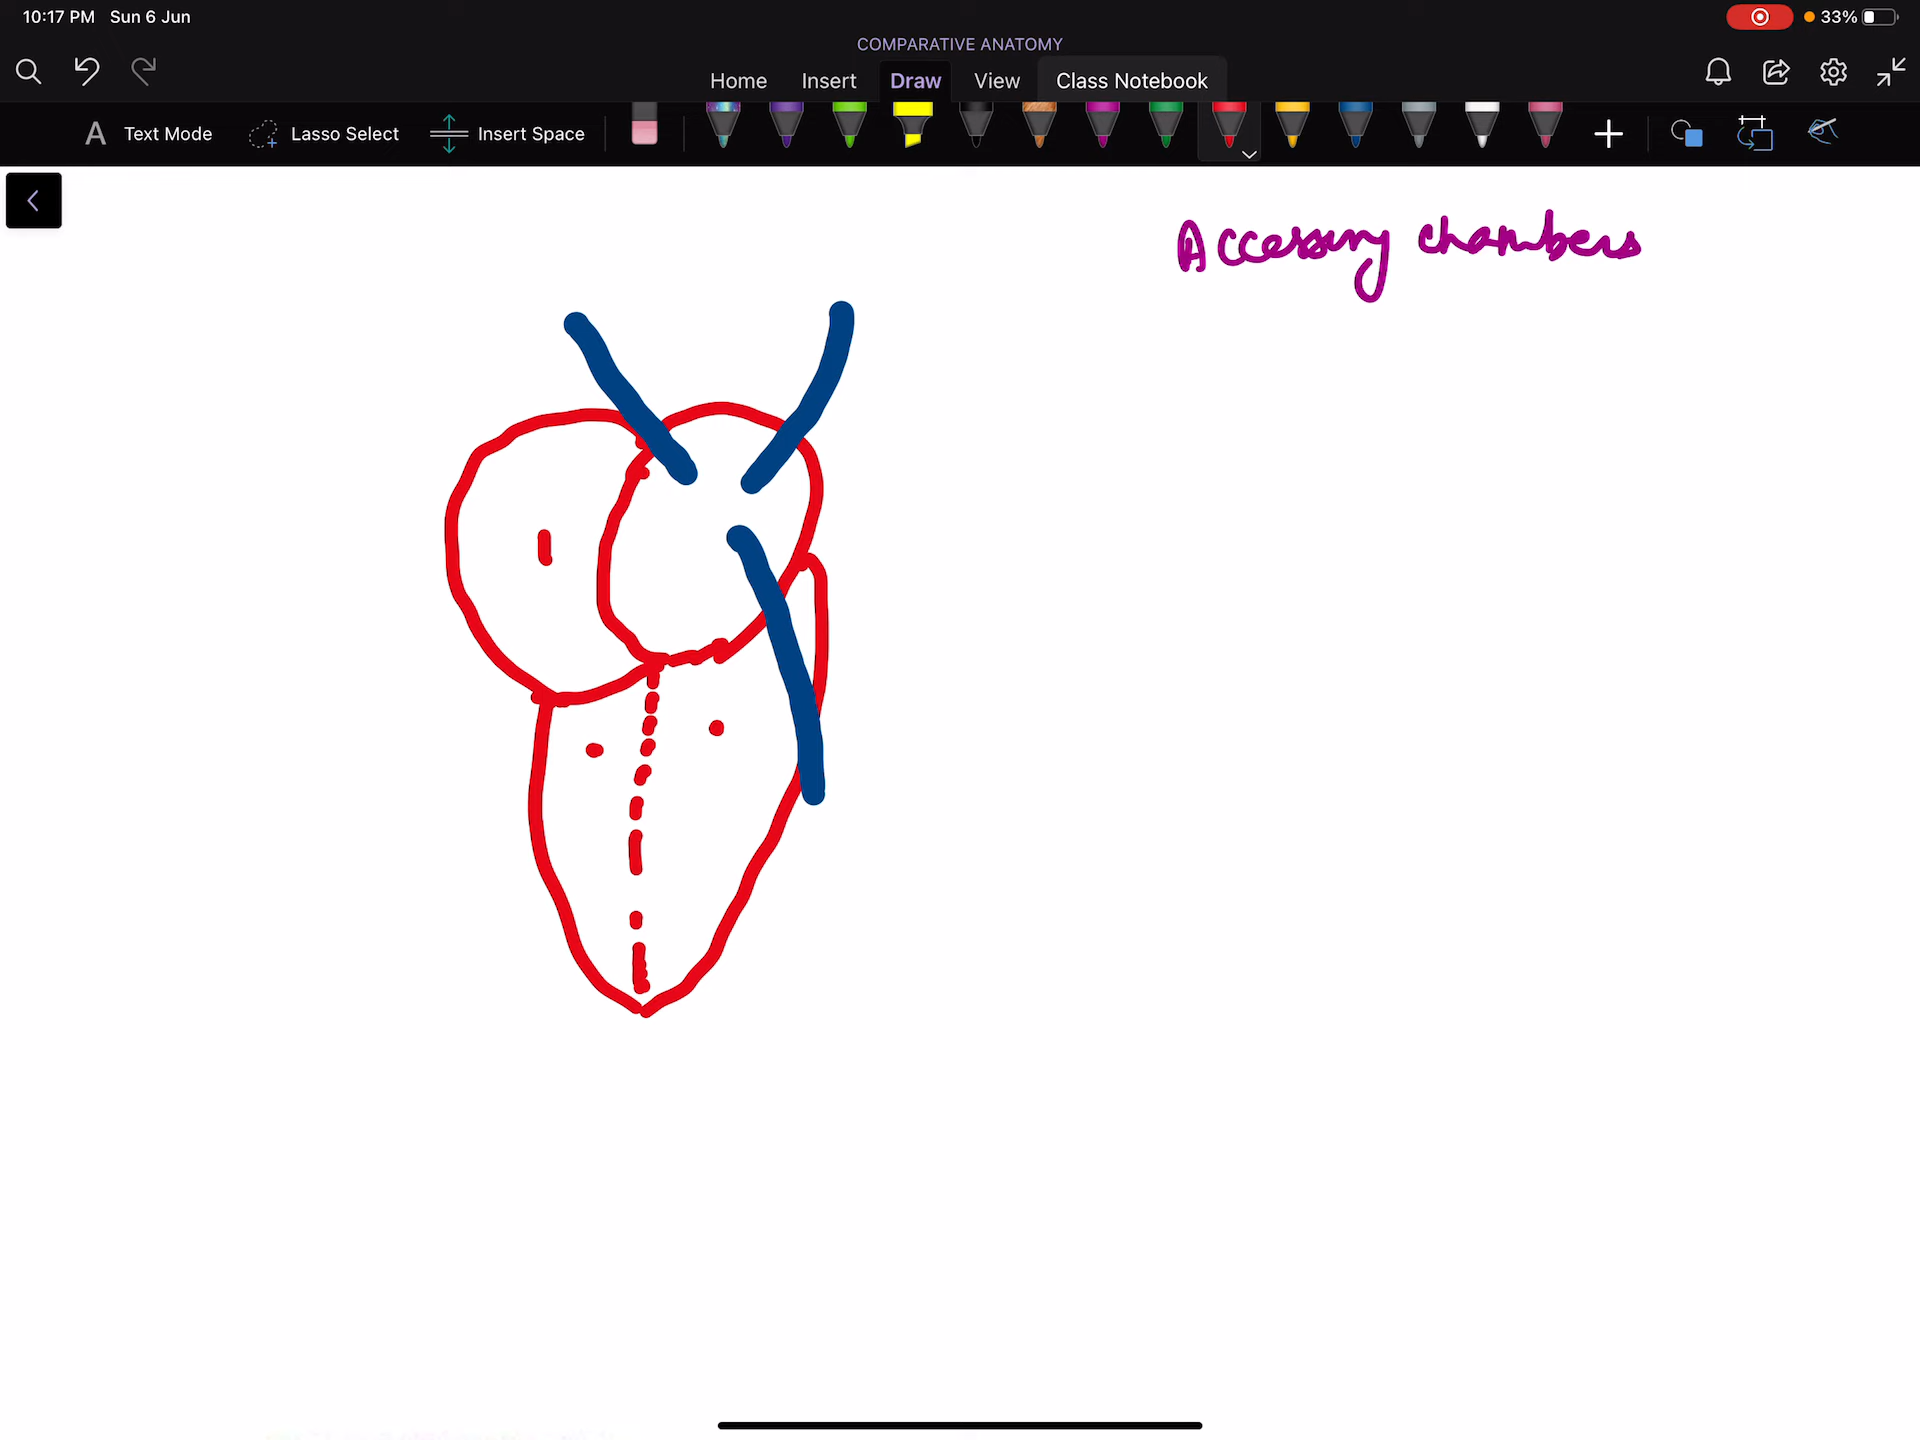 10:17 PM Sun 6 Jun
33%
COMPARATIVE ANATOMY
Home Insert Draw View Class Notebook
A Text Mode Lasso Select Insert Space
Accessory chambers